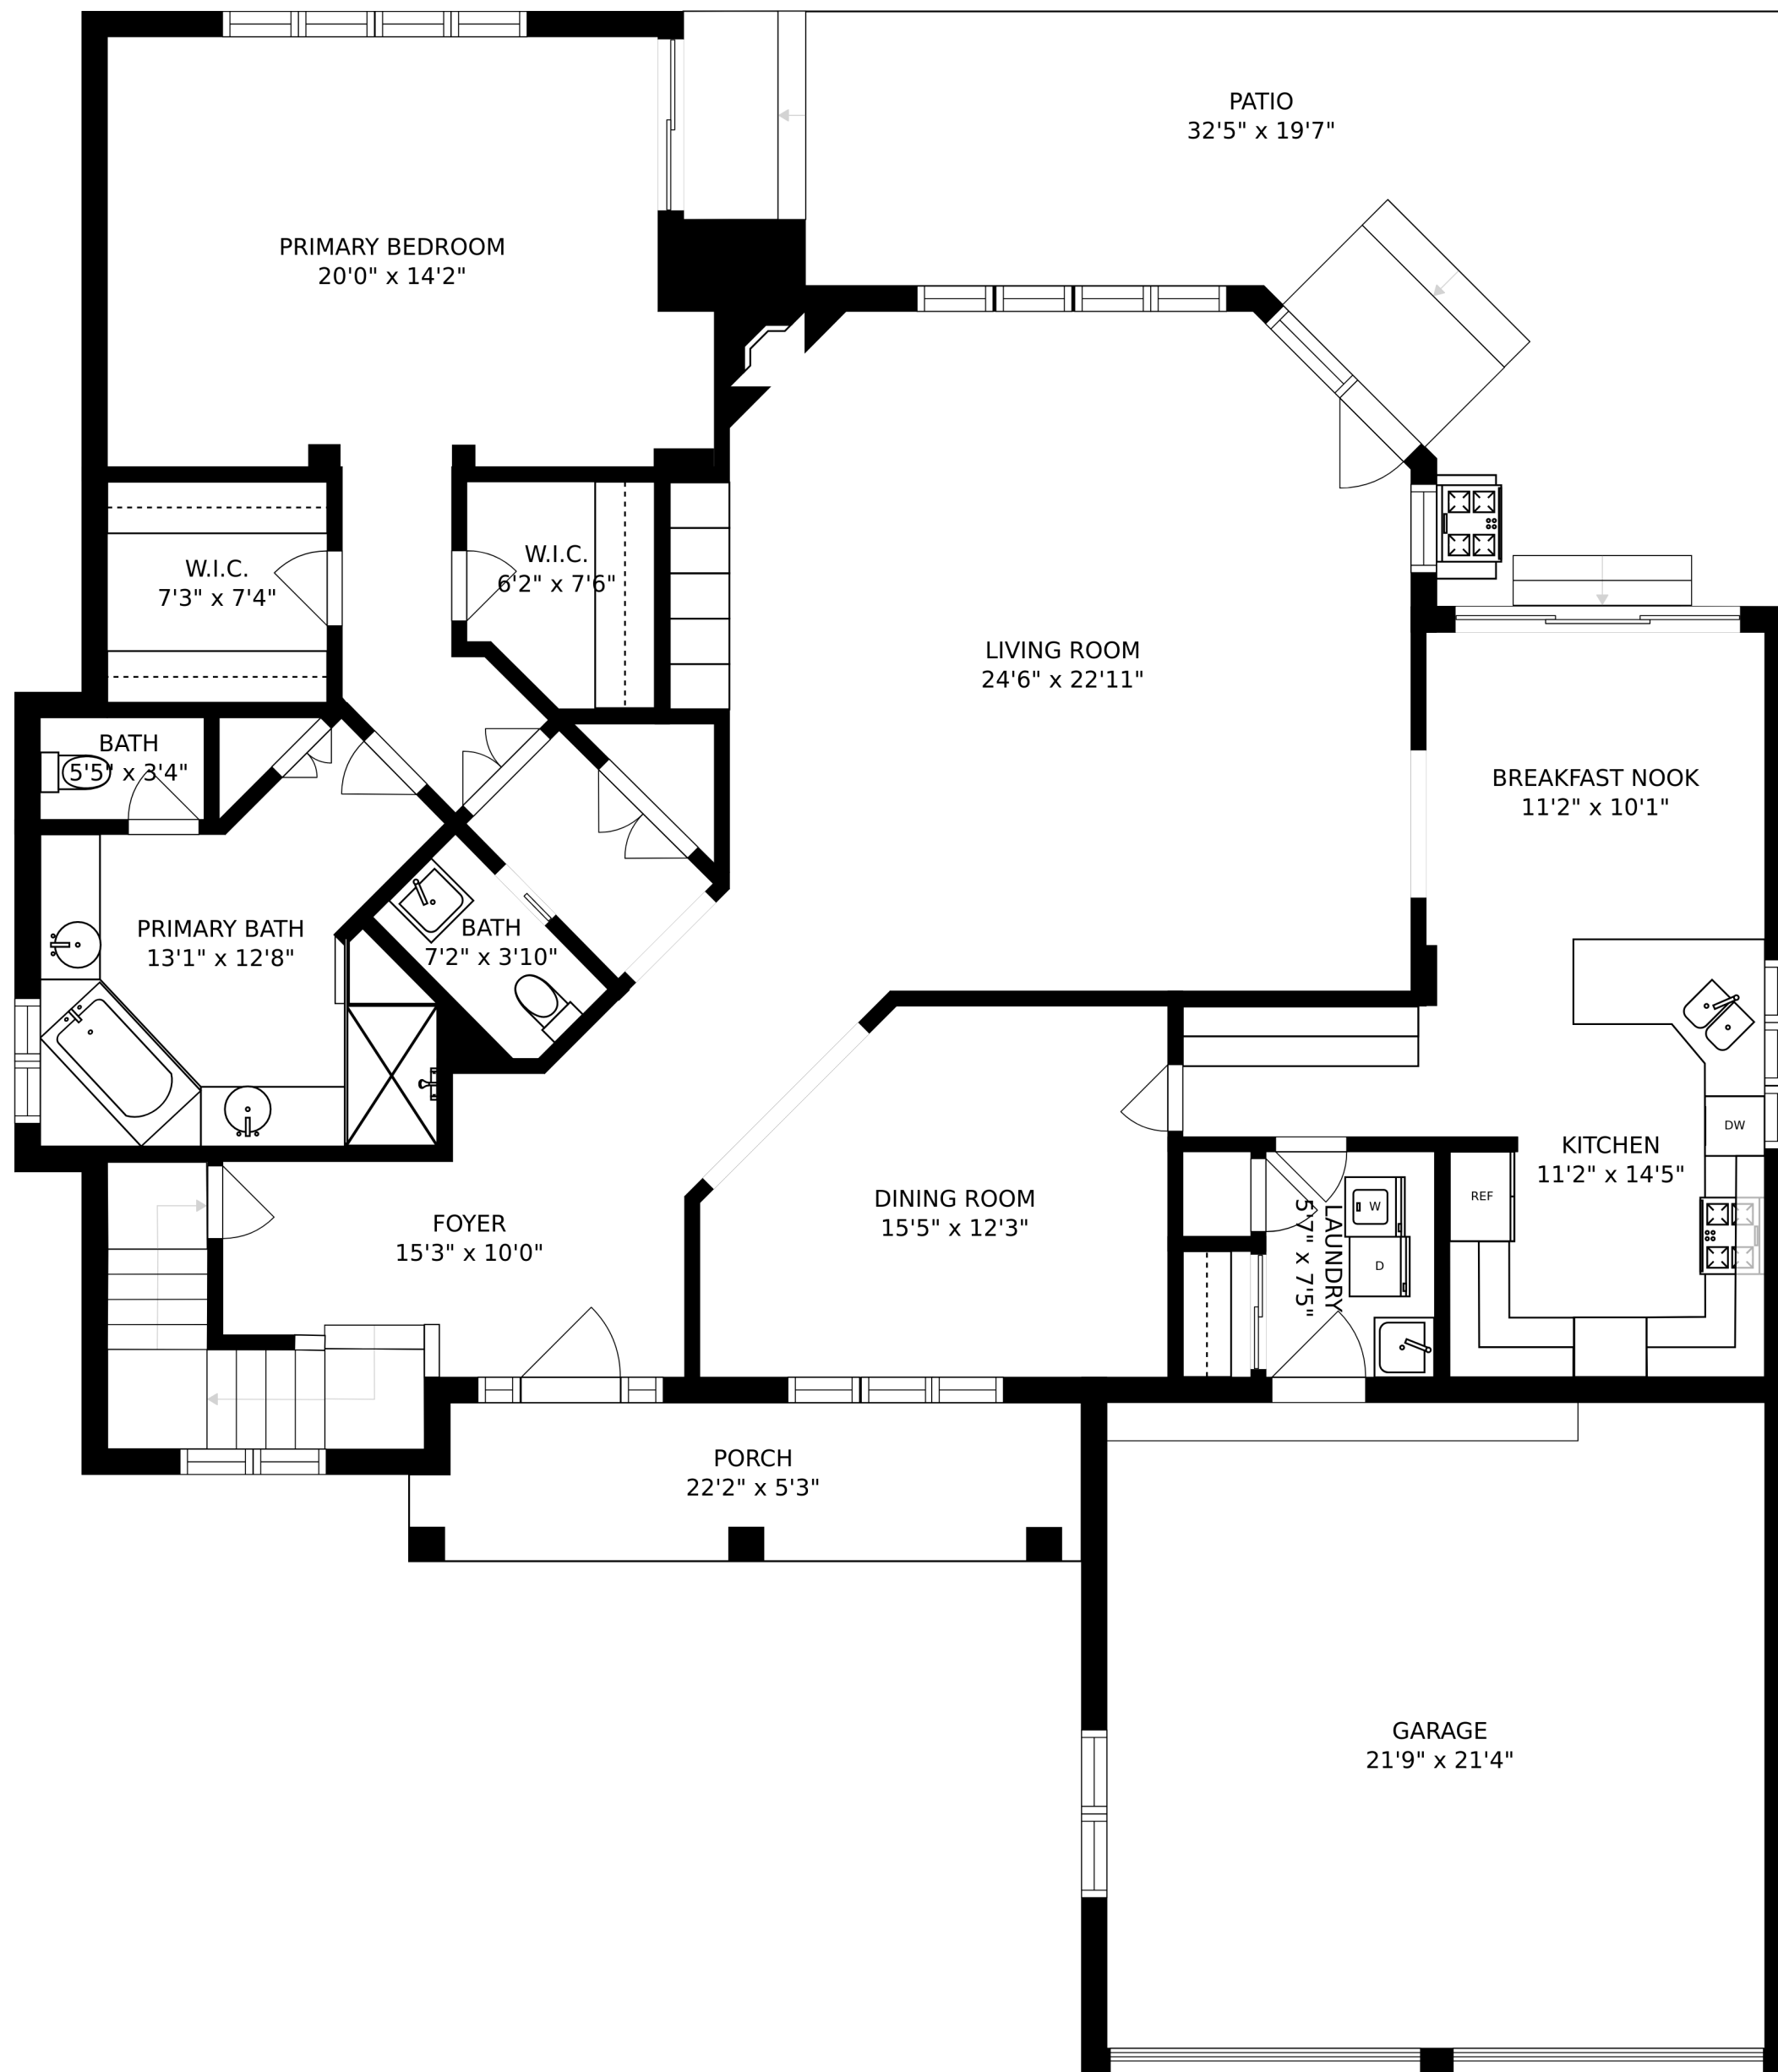 PATIO
32'5" x 19'7"
PRIMARY BEDROOM
20'0" x 14'2"
W.I.C.
7'3" x 7'4"
W.I.C.
6'2" x 7'6"
LIVING ROOM
24'6" x 22'11"
BATH
5'5" x 3'4"
BREAKFAST NOOK
11'2" x 10'1"
PRIMARY BATH
13'1" x 12'8"
BATH
7'2" x 3'10"
DW
KITCHEN
11'2" x 14'5"
REF
DINING ROOM
15'5" x 12'3"
FOYER
15'3" x 10'0"
LAUNDRY
5'7" x 7'5"
W
D
PORCH
22'2" x 5'3"
GARAGE
21'9" x 21'4"